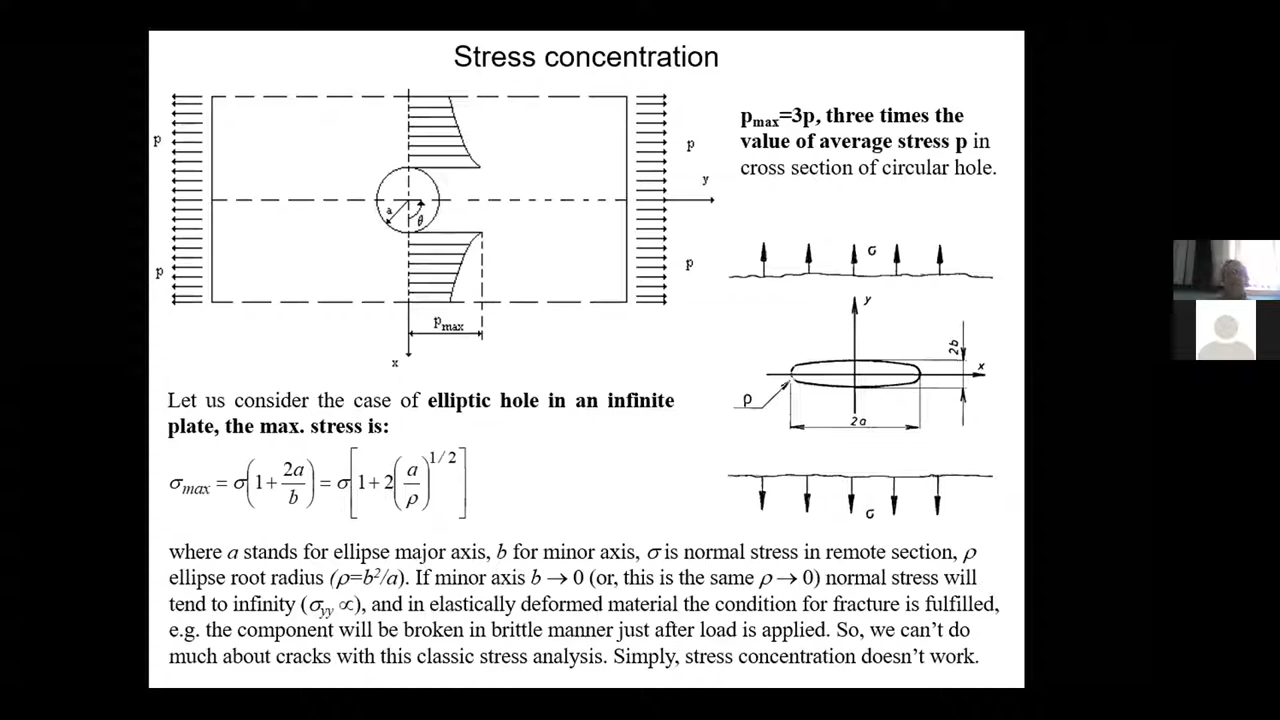 Stress concentration
p
p
p
p
y
a
θ
pmax
x
pmax=3p, three times the
value of average stress p in
cross section of circular hole.
σ
y
2b
x
ρ
2a
σ
Let us consider the case of elliptic hole in an infinite
plate, the max. stress is:
σmax = σ(1+ 2a/b) = σ[1+2(a/ρ)^1/2]
where a stands for ellipse major axis, b for minor axis, σ is normal stress in remote section, ρ
ellipse root radius (ρ=b²/a). If minor axis b → 0 (or, this is the same ρ → 0) normal stress will
tend to infinity (σyy ∝), and in elastically deformed material the condition for fracture is fulfilled,
e.g. the component will be broken in brittle manner just after load is applied. So, we can’t do
much about cracks with this classic stress analysis. Simply, stress concentration doesn’t work.